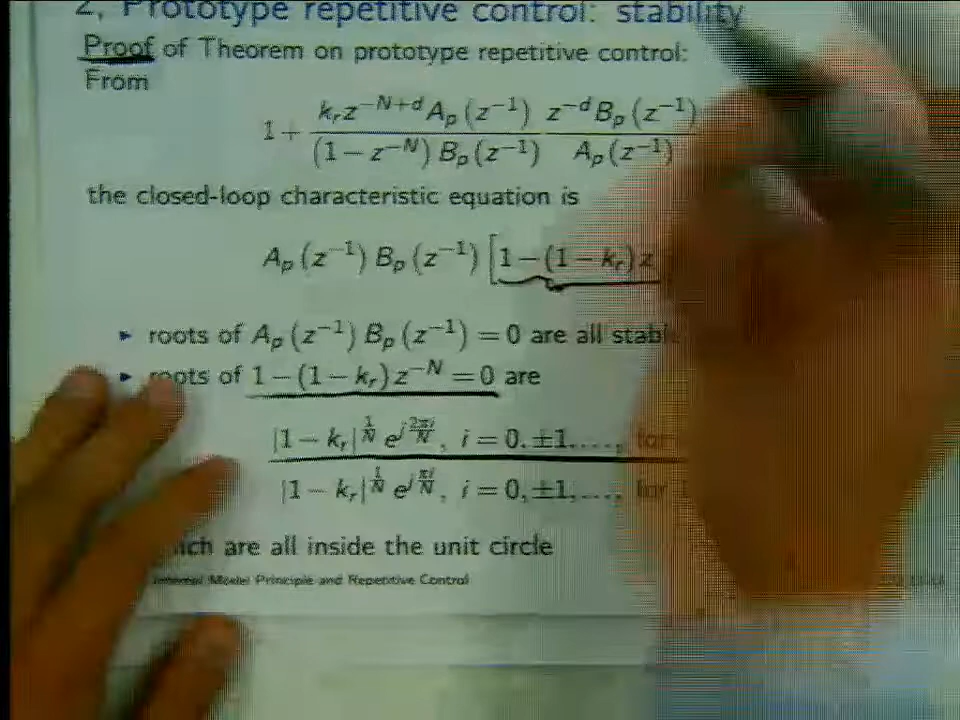 2, Prototype repetitive control: stability
Proof of Theorem on prototype repetitive control:
From
1 + k_r z^{-N+d} A_p(z^{-1}) z^{-d} B_p(z^{-1})
(1 − z^{-N}) B_p(z^{-1}) A_p(z^{-1})
the closed-loop characteristic equation is
A_p(z^{-1}) B_p(z^{-1}) [1 − (1 − k_r) z
▸ roots of A_p(z^{-1}) B_p(z^{-1}) = 0 are all
▸ roots of 1 − (1 − k_r) z^{-N} = 0 are
|1 − k_r|^{1/N} e^{j 2πi/N}, i = 0, ±1, ..., for
|1 − k_r|^{1/N} e^{j πi/N}, i = 0, ±1, ..., for
are all inside the unit circle
Internal Model Principle and Repetitive Control